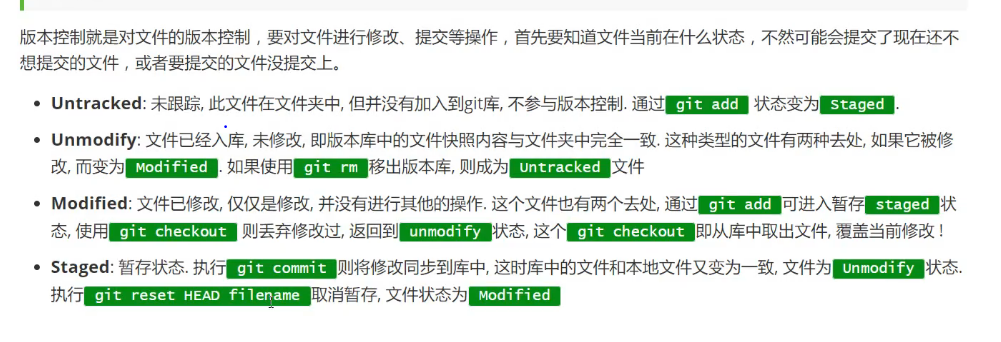 版本控制就是对文件的版本控制，要对文件进行修改、提交等操作，首先要知道文件当前在什么状态，不然可能会提交了现在还不
想提交的文件，或者要提交的文件没提交上。
Untracked: 未跟踪, 此文件在文件夹中, 但并没有加入到git库, 不参与版本控制. 通过 git add 状态变为 Staged .
Unmodify: 文件已经入库, 未修改, 即版本库中的文件快照内容与文件夹中完全一致. 这种类型的文件有两种去处, 如果它被修
改, 而变为 Modified . 如果使用 git rm 移出版本库, 则成为 Untracked 文件
Modified: 文件已修改, 仅仅是修改, 并没有进行其他的操作. 这个文件也有两个去处, 通过 git add 可进入暂存 staged 状
态, 使用 git checkout 则丢弃修改过, 返回到 unmodify 状态, 这个 git checkout 即从库中取出文件, 覆盖当前修改 !
Staged: 暂存状态. 执行 git commit 则将修改同步到库中, 这时库中的文件和本地文件又变为一致, 文件为 Unmodify 状态.
执行 git reset HEAD filename 取消暂存, 文件状态为 Modified